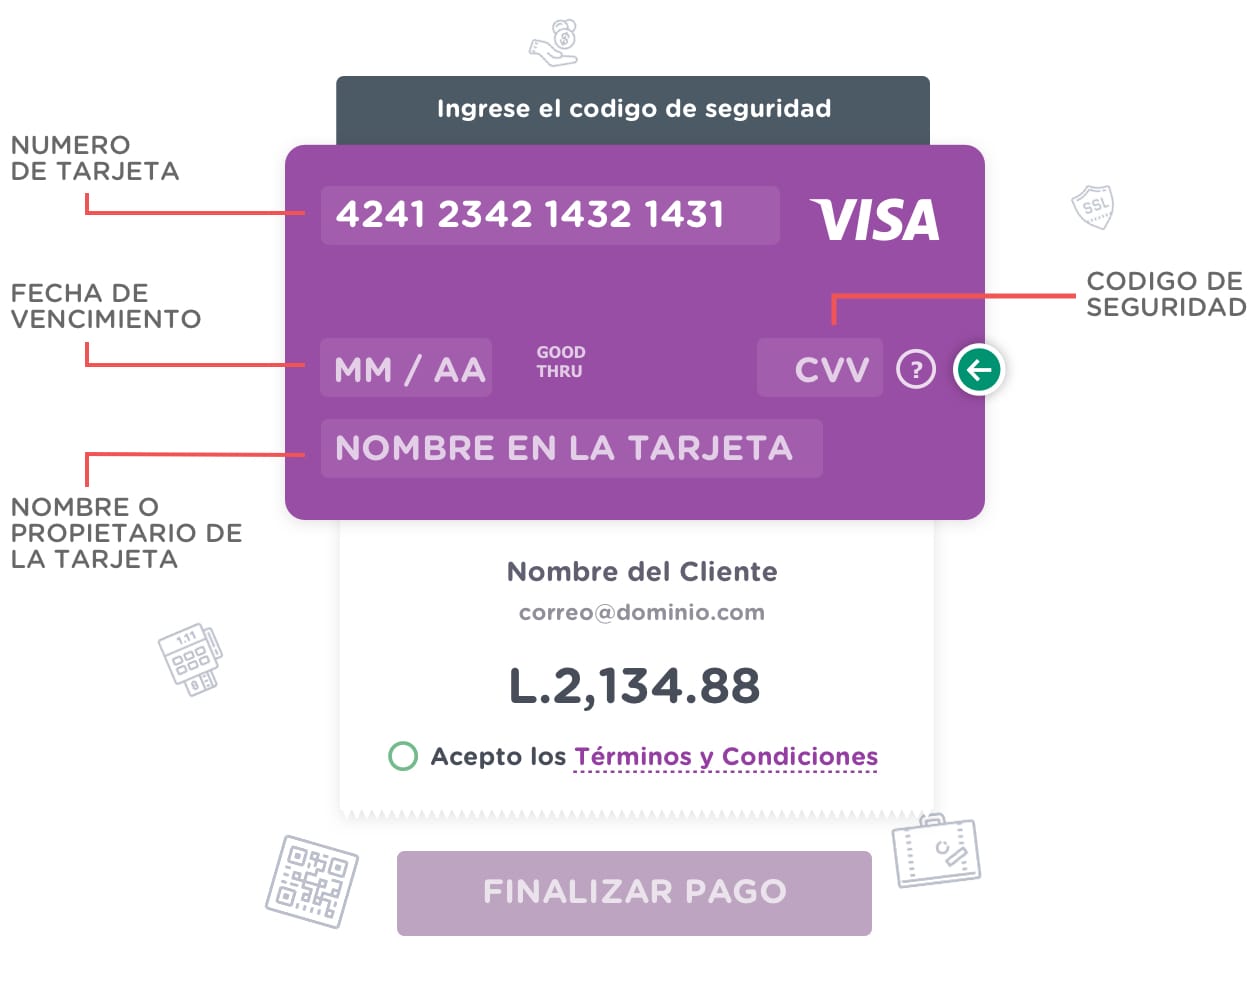 Ingrese el codigo de seguridad
NUMERO
DE TARJETA
4241 2342 1432 1431
VISA
SSL
CODIGO DE
SEGURIDAD
FECHA DE
VENCIMIENTO
MM / AA
GOOD
THRU
CVV
?
NOMBRE EN LA TARJETA
NOMBRE O
PROPIETARIO DE
LA TARJETA
Nombre del Cliente
correo@dominio.com
1.11
L.2,134.88
Acepto los Términos y Condiciones
FINALIZAR PAGO